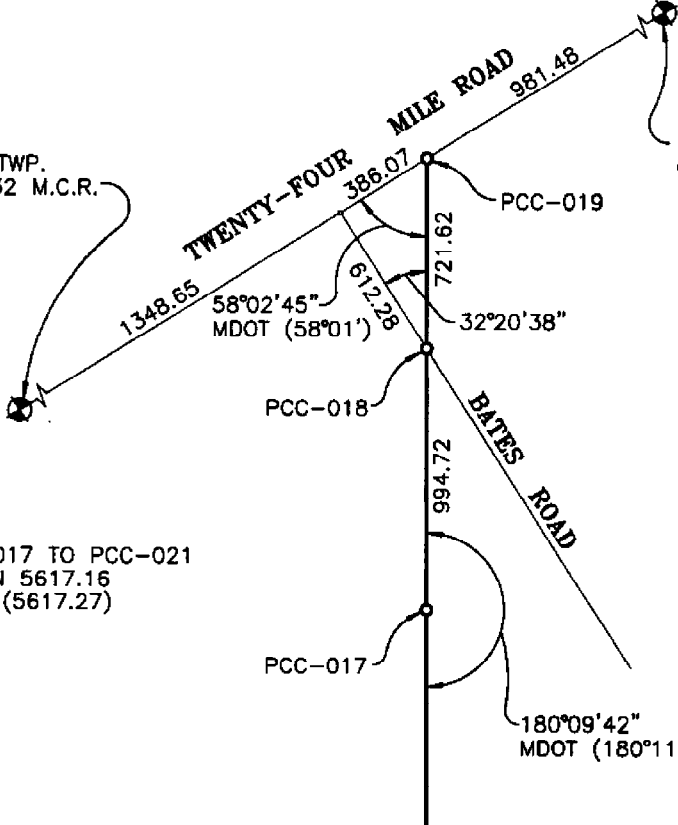 TWENTY-FOUR MILE ROAD
981.48
TWP.
M.C.R.
386.07
PCC-019
721.62
1348.65
58°02'45"
MDOT (58°01')
612.28
32°20'38"
PCC-018
BATES ROAD
994.72
017 TO PCC-021
5617.16
(5617.27)
PCC-017
180°09'42"
MDOT (180°11